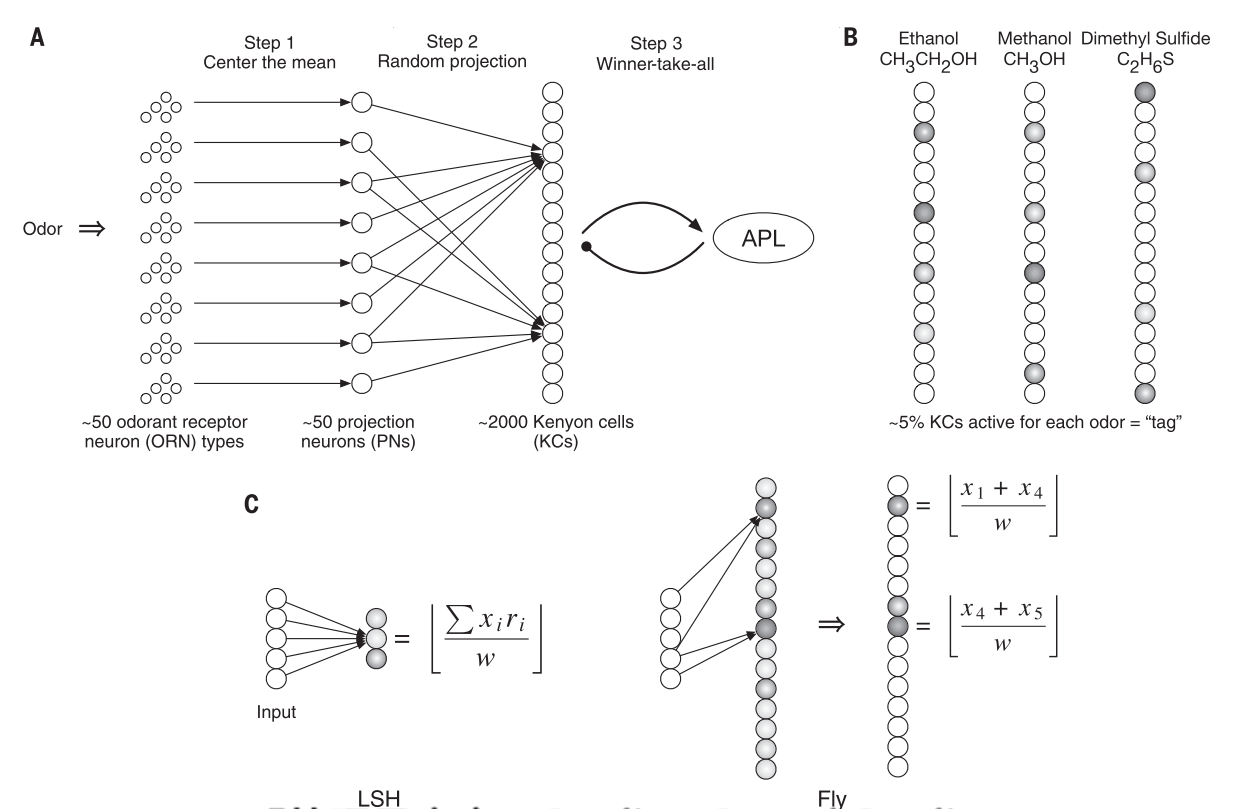 A
Step 1
Center the mean
Step 2
Random projection
Step 3
Winner-take-all
Odor ⇒
APL
~50 odorant receptor
neuron (ORN) types
~50 projection
neurons (PNs)
~2000 Kenyon cells
(KCs)
B
Ethanol
CH3CH2OH
Methanol
CH3OH
Dimethyl Sulfide
C2H6S
~5% KCs active for each odor = “tag”
C
Input
= ⌊ ∑ xiri / w ⌋
LSH
⇒
= ⌊ x1 + x4 / w ⌋
= ⌊ x4 + x5 / w ⌋
Fly